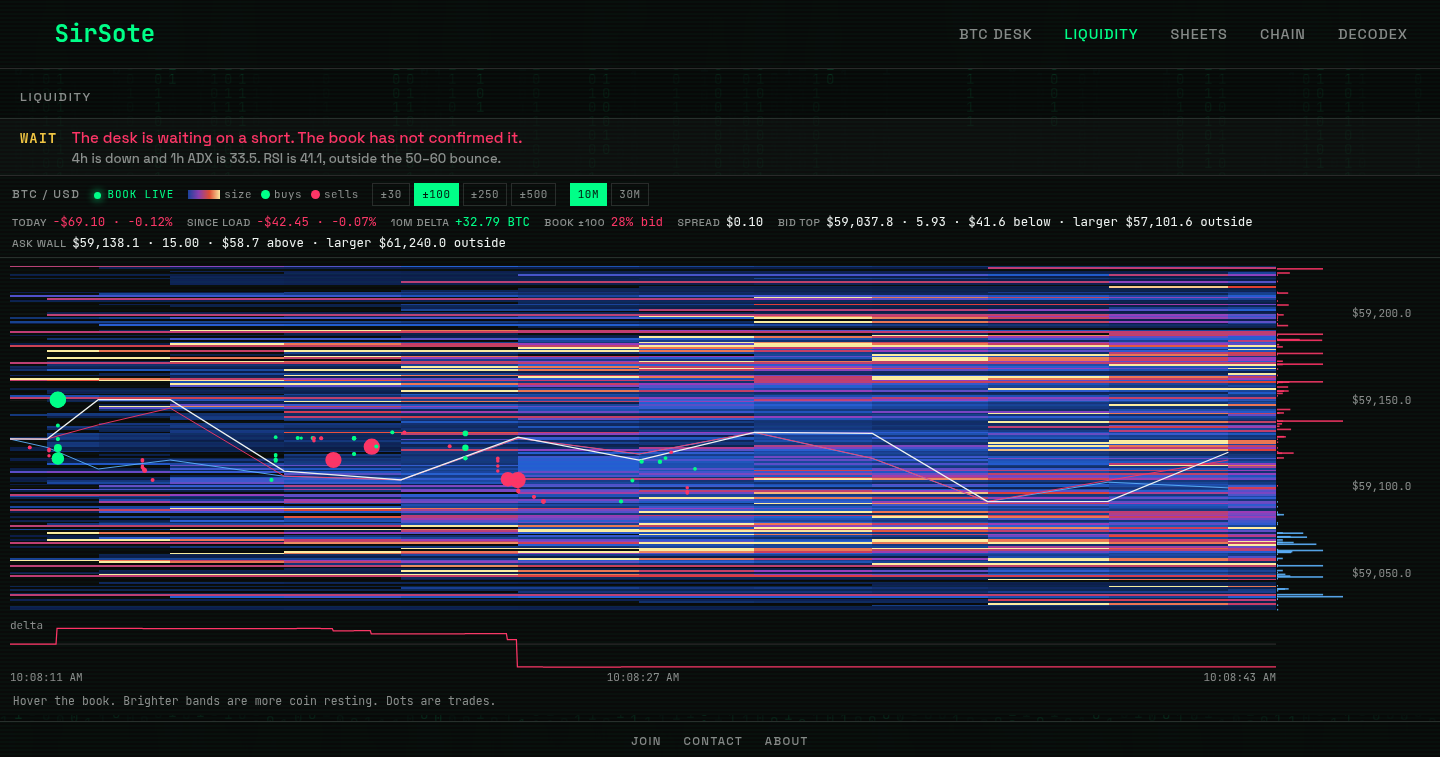 SirSote
BTC DESK LIQUIDITY SHEETS CHAIN DECODEX
LIQUIDITY
WAIT The desk is waiting on a short. The book has not confirmed it.
4h is down and 1h ADX is 33.5. RSI is 41.1, outside the 50–60 bounce.
BTC / USD BOOK LIVE size buys sells ±30 ±100 ±250 ±500 10M 30M
TODAY -$69.10 · -0.12% SINCE LOAD -$42.45 · -0.07% 10M DELTA +32.79 BTC BOOK ±100 28% bid SPREAD $0.10 BID TOP $59,037.8 · 5.93 · $41.6 below · larger $57,101.6 outside
ASK WALL $59,138.1 · 15.00 · $58.7 above · larger $61,240.0 outside
$59,200.0
$59,150.0
$59,100.0
$59,050.0
delta
10:08:11 AM 10:08:27 AM 10:08:43 AM
Hover the book. Brighter bands are more coin resting. Dots are trades.
JOIN CONTACT ABOUT